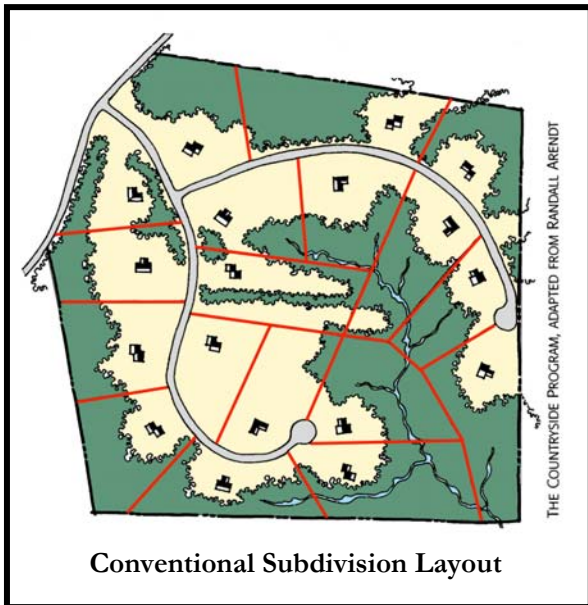 THE COUNTRYSIDE PROGRAM, ADAPTED FROM RANDALL ARENDT
Conventional Subdivision Layout